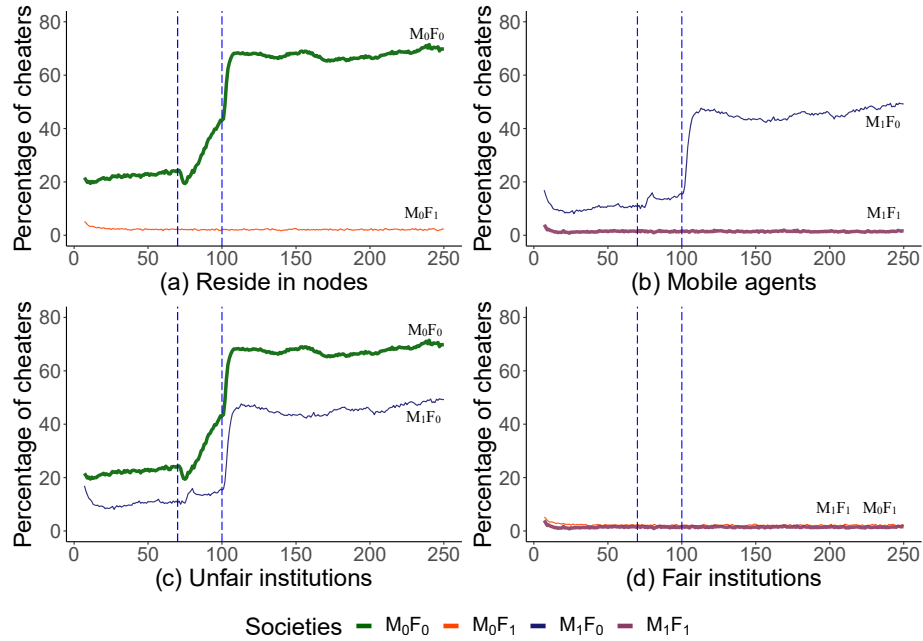 Percentage of cheaters
80
60
40
20
0
M₀F₀
M₀F₁
0 50 100 150 200 250
(a) Reside in nodes
Percentage of cheaters
80
60
40
20
0
M₁F₀
M₁F₁
0 50 100 150 200 250
(b) Mobile agents
Percentage of cheaters
80
60
40
20
0
M₀F₀
M₁F₀
0 50 100 150 200 250
(c) Unfair institutions
Percentage of cheaters
80
60
40
20
0
M₁F₁ M₀F₁
0 50 100 150 200 250
(d) Fair institutions
Societies M₀F₀ M₀F₁ M₁F₀ M₁F₁